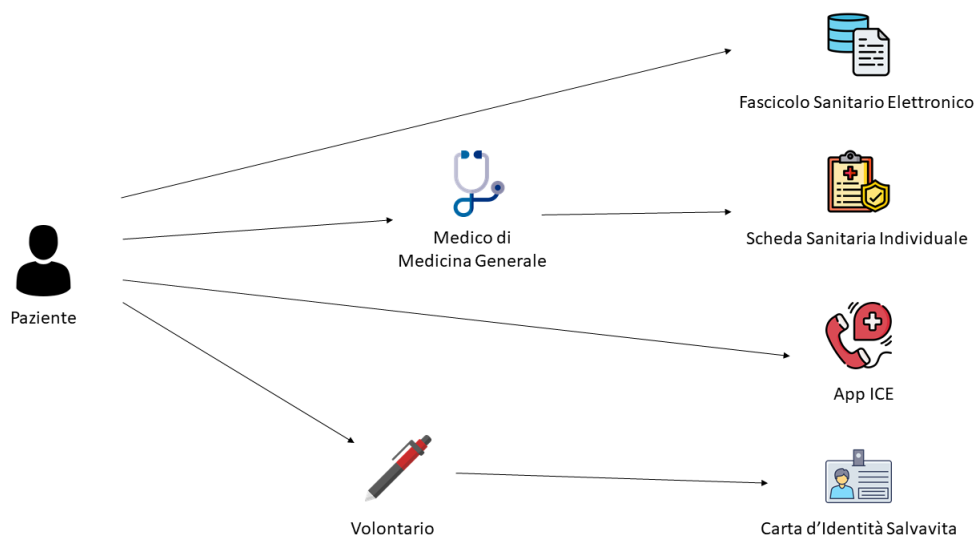 Fascicolo Sanitario Elettronico
Medico di
Medicina Generale
Scheda Sanitaria Individuale
Paziente
App ICE
Volontario
Carta d'Identità Salvavita